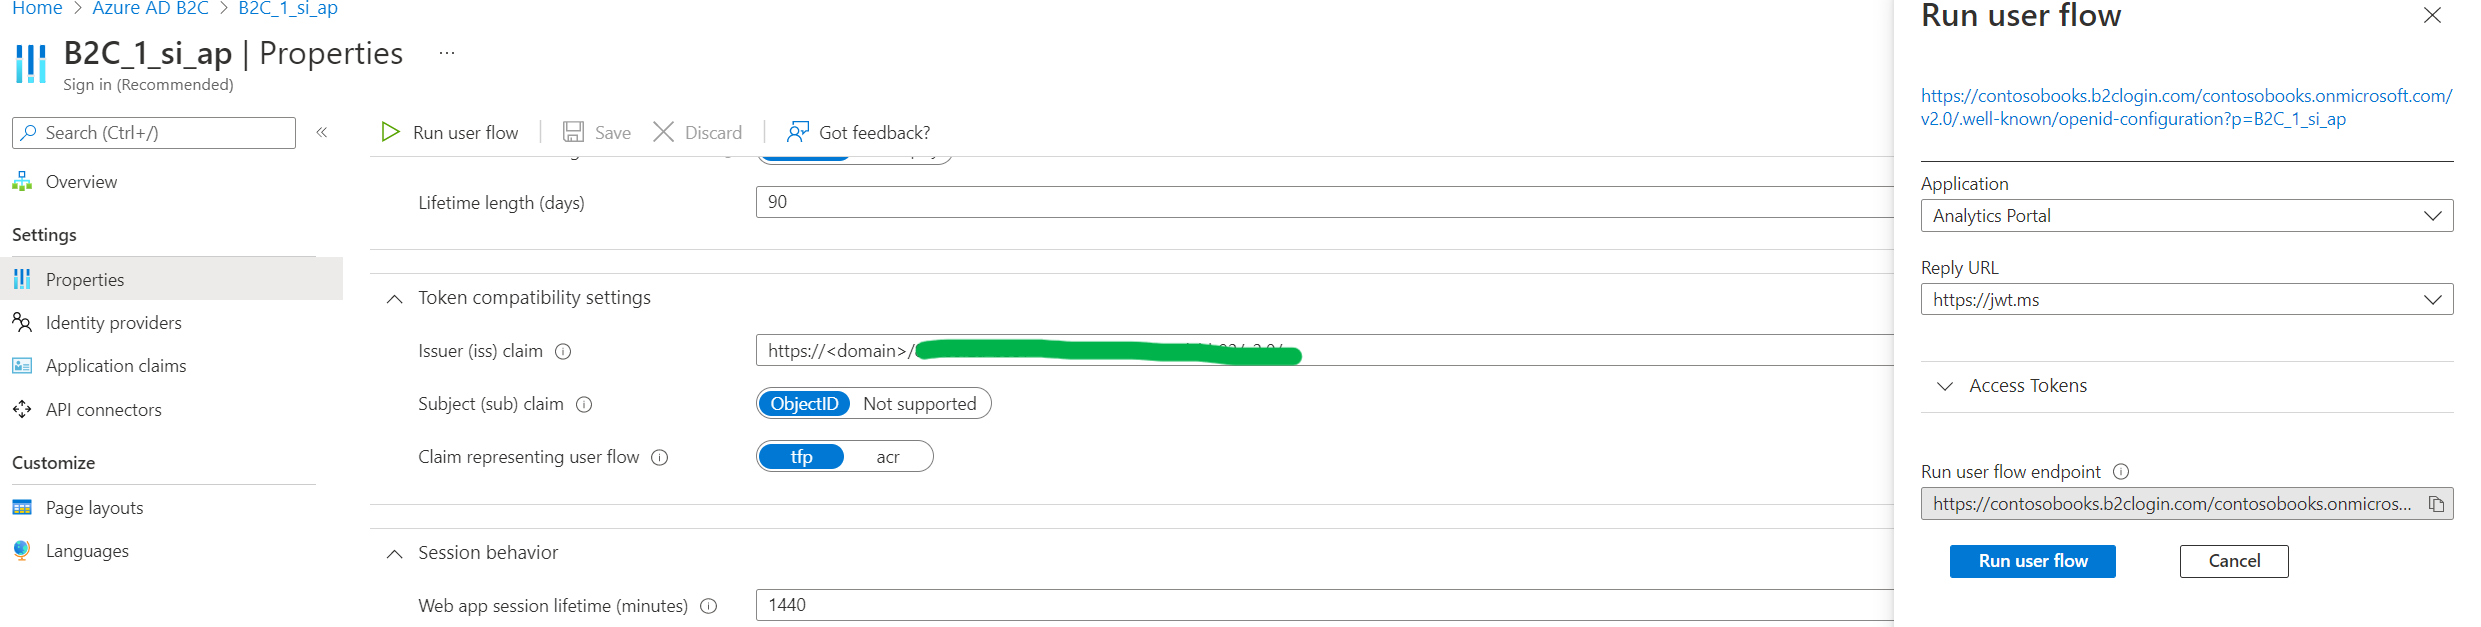 Home > Azure AD B2C > B2C_1_si_ap
B2C_1_si_ap | Properties ...
Sign in (Recommended)
Search (Ctrl+/) «
Overview
Settings
Properties
Identity providers
Application claims
API connectors
Customize
Page layouts
Languages
Run user flow Save Discard Got feedback?
Lifetime length (days) 90
Token compatibility settings
Issuer (iss) claim https://<domain>/
Subject (sub) claim ObjectID Not supported
Claim representing user flow tfp acr
Session behavior
Web app session lifetime (minutes) 1440
Run user flow
https://contosobooks.b2clogin.com/contosobooks.onmicrosoft.com/
v2.0/.well-known/openid-configuration?p=B2C_1_si_ap
Application
Analytics Portal
Reply URL
https://jwt.ms
Access Tokens
Run user flow endpoint
https://contosobooks.b2clogin.com/contosobooks.onmicros...
Run user flow Cancel